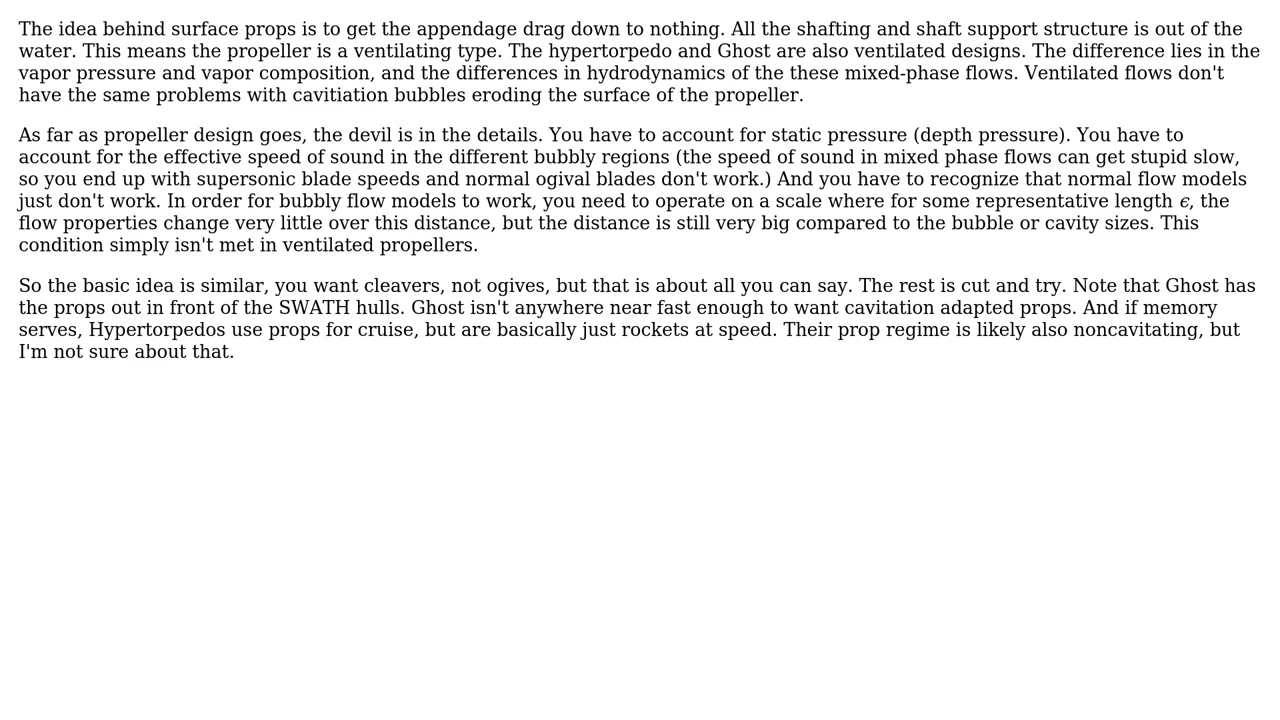 The idea behind surface props is to get the appendage drag down to nothing. All the shafting and shaft support structure is out of the
water. This means the propeller is a ventilating type. The hypertorpedo and Ghost are also ventilated designs. The difference lies in the
vapor pressure and vapor composition, and the differences in hydrodynamics of the these mixed-phase flows. Ventilated flows don't
have the same problems with cavitiation bubbles eroding the surface of the propeller.
As far as propeller design goes, the devil is in the details. You have to account for static pressure (depth pressure). You have to
account for the effective speed of sound in the different bubbly regions (the speed of sound in mixed phase flows can get stupid slow,
so you end up with supersonic blade speeds and normal ogival blades don't work.) And you have to recognize that normal flow models
just don't work. In order for bubbly flow models to work, you need to operate on a scale where for some representative length ϵ, the
flow properties change very little over this distance, but the distance is still very big compared to the bubble or cavity sizes. This
condition simply isn't met in ventilated propellers.
So the basic idea is similar, you want cleavers, not ogives, but that is about all you can say. The rest is cut and try. Note that Ghost has
the props out in front of the SWATH hulls. Ghost isn't anywhere near fast enough to want cavitation adapted props. And if memory
serves, Hypertorpedos use props for cruise, but are basically just rockets at speed. Their prop regime is likely also noncavitating, but
I'm not sure about that.